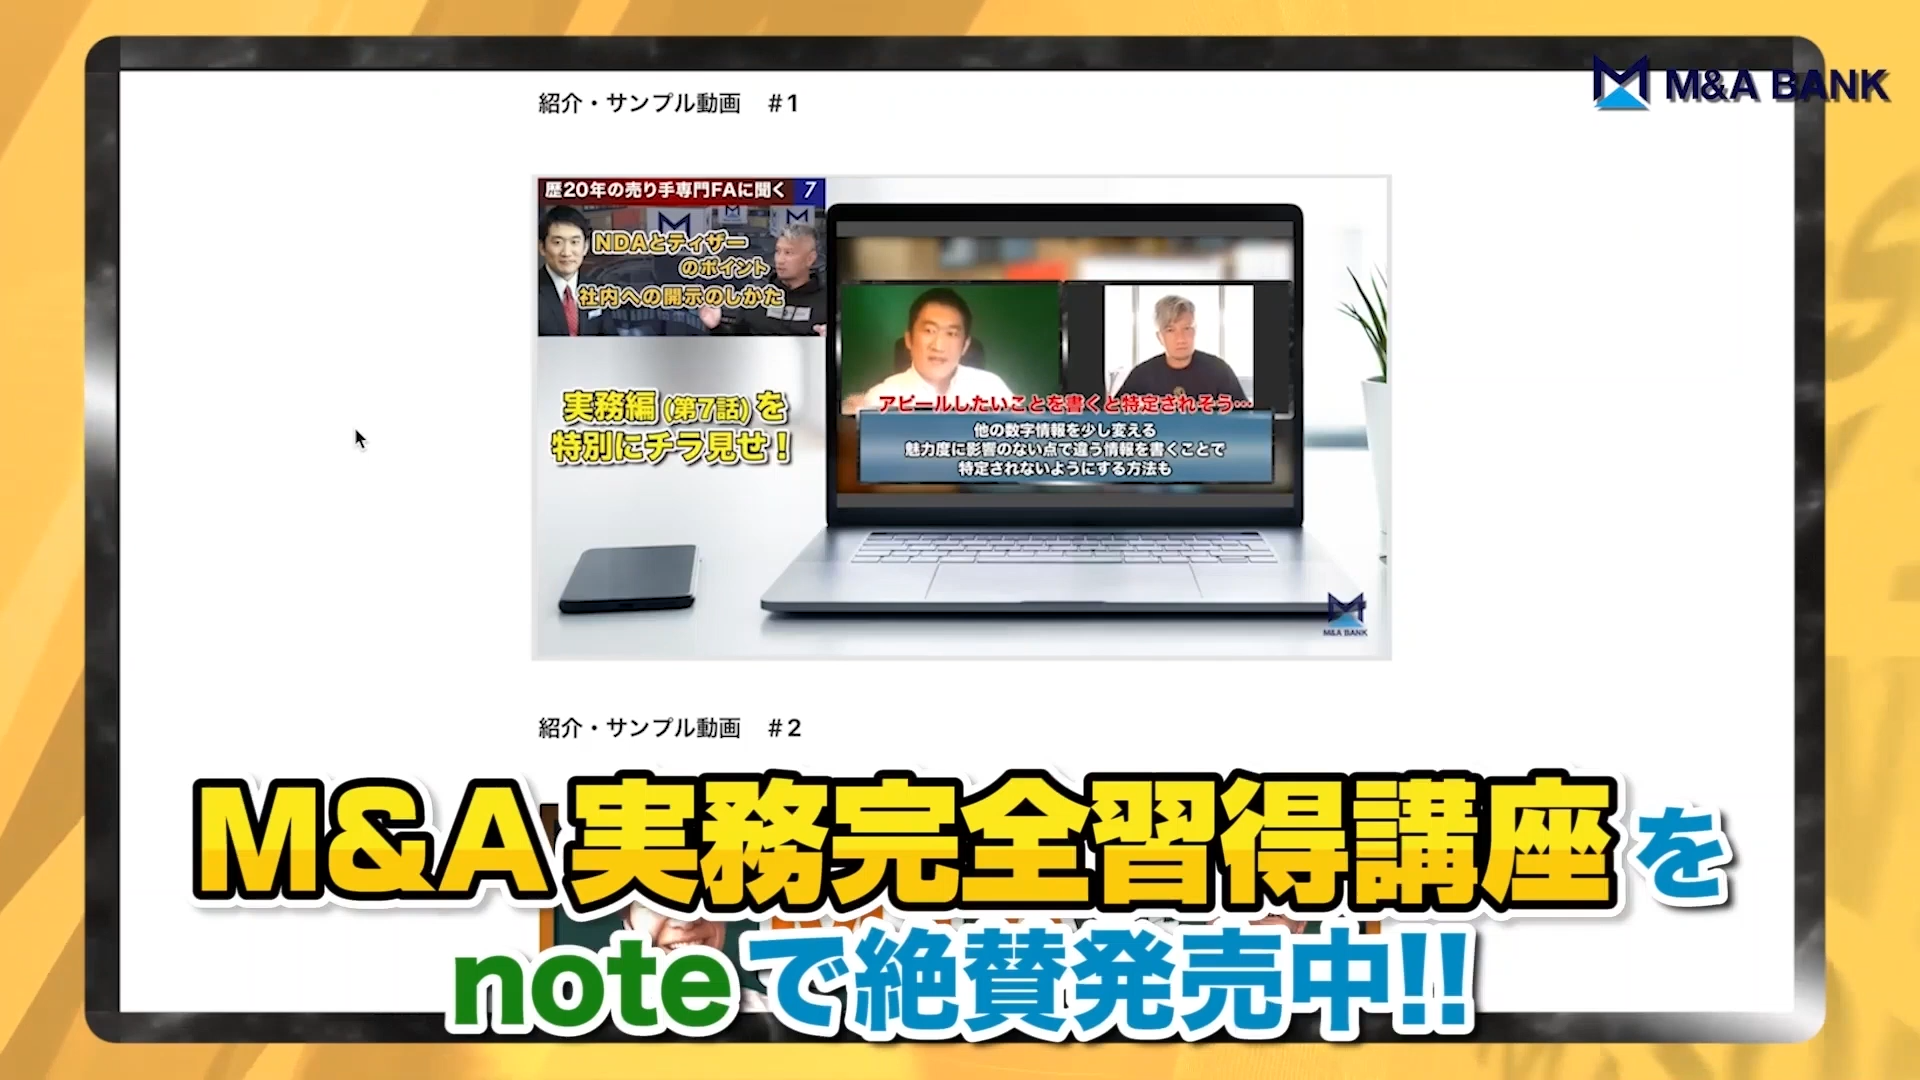 M&A BANK
紹介・サンプル動画 #1
歴20年の売り手専門FAに聞く 7
NDAとティザー
のポイント
社内への開示のしかた
実務編(第7話)を
特別にチラ見せ!
アピールしたいことを書くと特定されそう…
他の数字情報を少し変える
魅力度に影響のない点で違う情報を書くことで
特定されないようにする方法も
M&A BANK
紹介・サンプル動画 #2
M&A実務完全習得講座を
noteで絶賛発売中!!